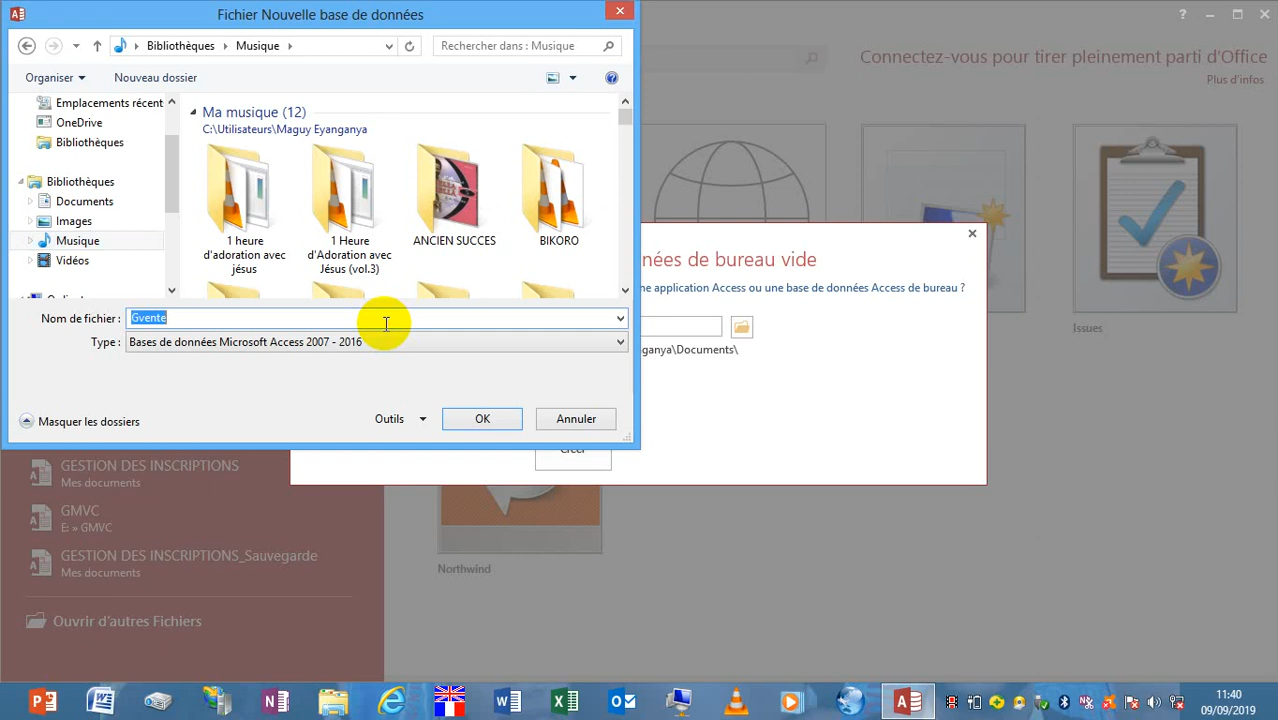 Fichier Nouvelle base de données
Bibliothèques
Musique
Rechercher dans : Musique
Connectez-vous pour tirer pleinement parti d'Office
Plus d'infos
Organiser
Nouveau dossier
Emplacements récent
OneDrive
Bibliothèques
Bibliothèques
Documents
Images
Musique
Vidéos
Ma musique (12)
C:\Utilisateurs\Maguy Eyanganya
1 heure
d'adoration avec
jésus
1 Heure
d'Adoration avec
Jésus (vol.3)
ANCIEN SUCCES
BIKORO
Nom de fichier :
Gvente
Type :
Bases de données Microsoft Access 2007 - 2016
Masquer les dossiers
Outils
OK
Annuler
nées de bureau vide
ne application Access ou une base de données Access de bureau ?
ganya\Documents\
Créer
Issues
GESTION DES INSCRIPTIONS
Mes documents
GMVC
E: » GMVC
GESTION DES INSCRIPTIONS_Sauvegarde
Mes documents
Northwind
Ouvrir d'autres Fichiers
11:40
09/09/2019